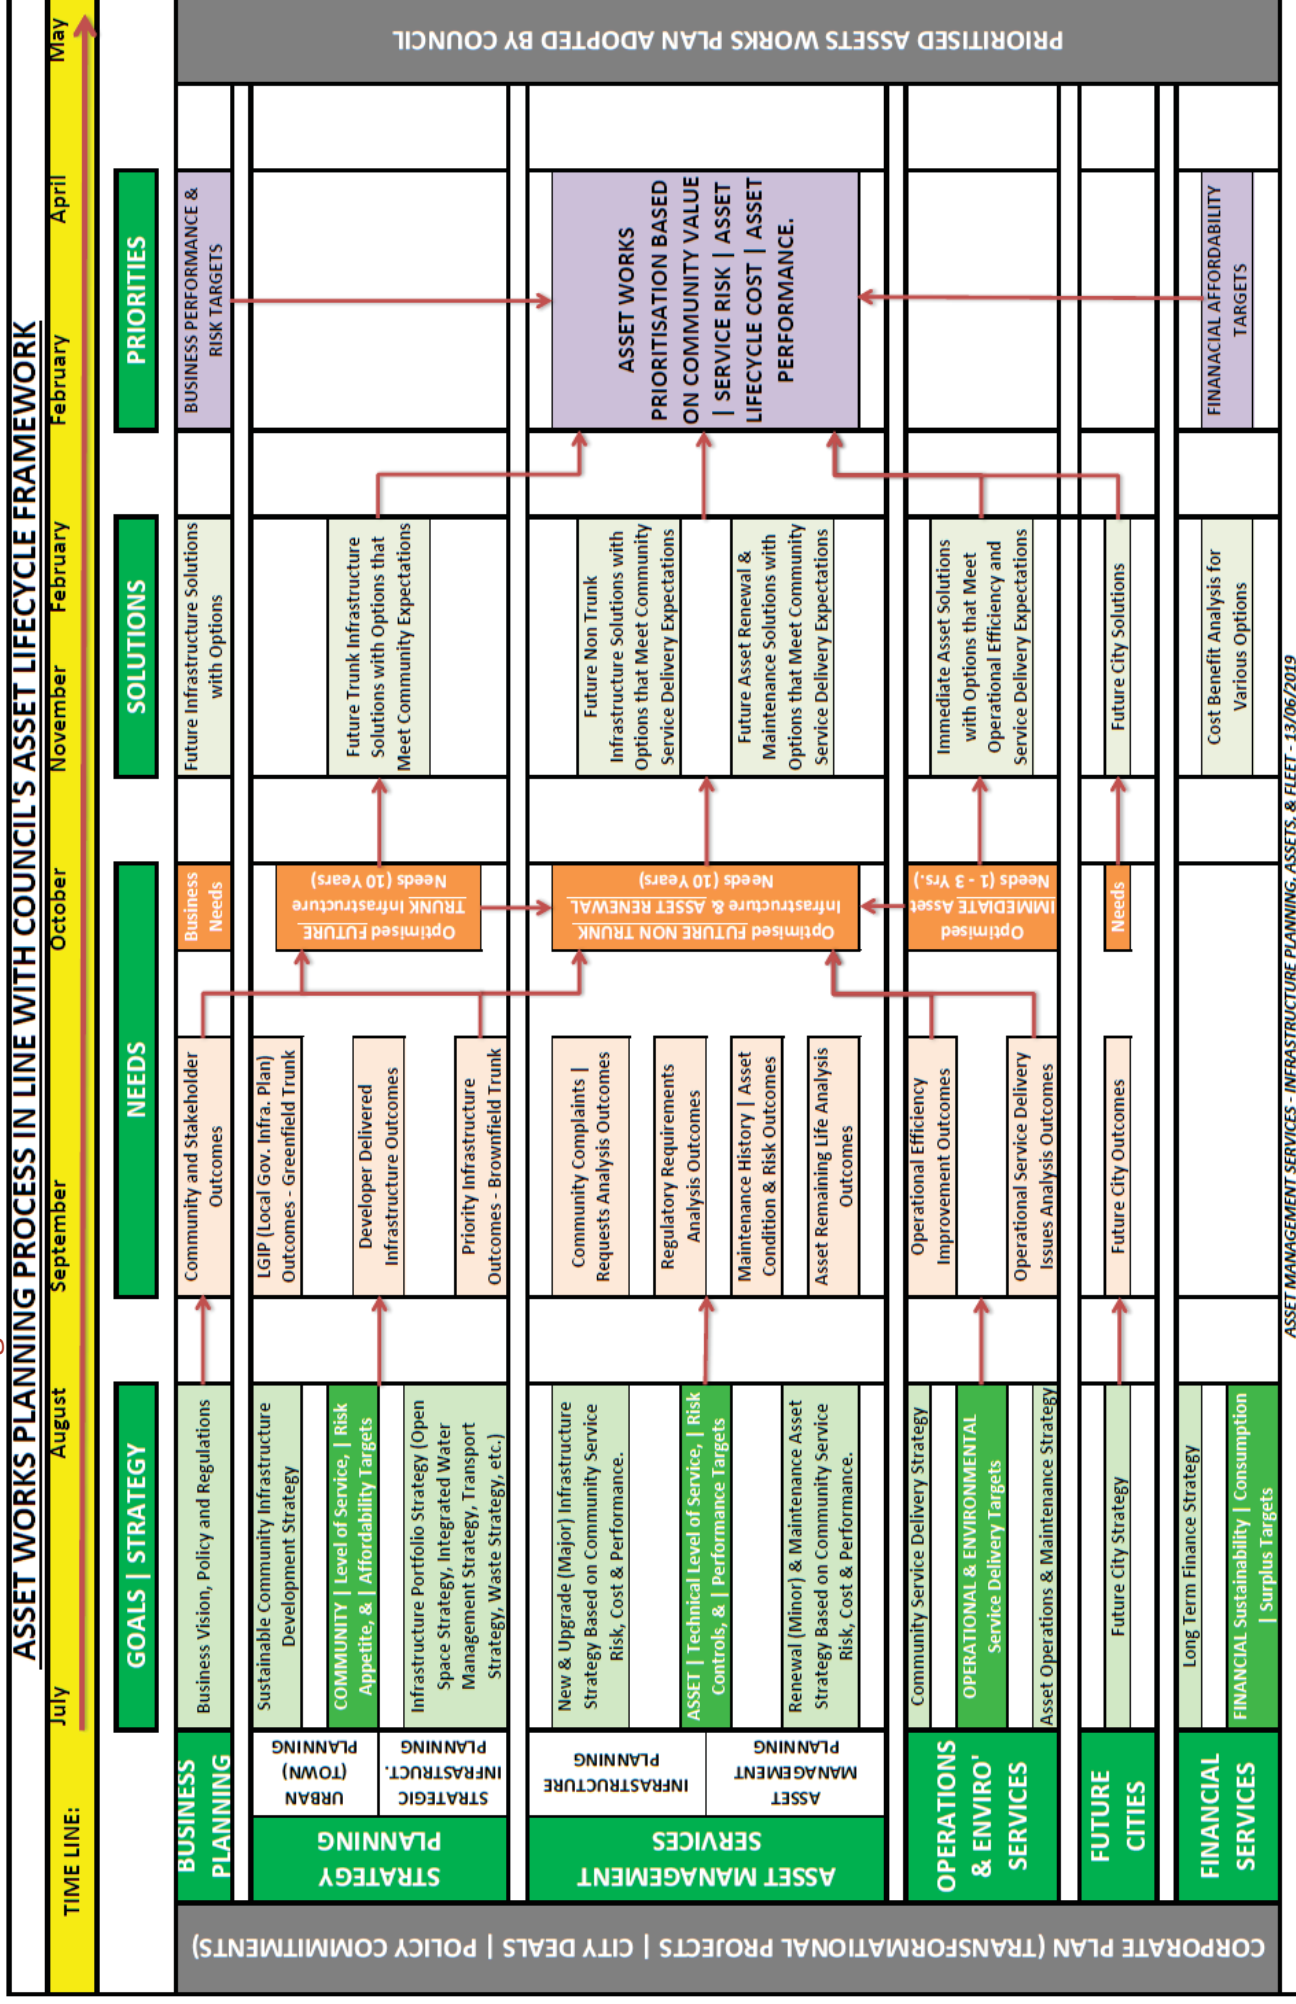 ASSET WORKS PLANNING PROCESS IN LINE WITH COUNCIL'S ASSET LIFECYCLE FRAMEWORK
TIME LINE:
July
August
September
October
November
February
February
April
May
GOALS | STRATEGY
NEEDS
SOLUTIONS
PRIORITIES
CORPORATE PLAN (TRANSFORMATIONAL PROJECTS | CITY DEALS | POLICY COMMITMENTS)
BUSINESS
PLANNING
Business Vision, Policy and Regulations
Community and Stakeholder
Outcomes
Business
Needs
Future Infrastructure Solutions
with Options
BUSINESS PERFORMANCE &
RISK TARGETS
STRATEGY
PLANNING
URBAN
(TOWN)
PLANNING
STRATEGIC
INFRASTRUCT.
PLANNING
Sustainable Community Infrastructure
Development Strategy
COMMUNITY | Level of Service, | Risk
Appetite, & | Affordability Targets
Infrastructure Portfolio Strategy (Open
Space Strategy, Integrated Water
Management Strategy, Transport
Strategy, Waste Strategy, etc.)
LGIP (Local Gov. Infra. Plan)
Outcomes - Greenfield Trunk
Developer Delivered
Infrastructure Outcomes
Priority Infrastructure
Outcomes - Brownfield Trunk
Optimised FUTURE
TRUNK Infrastructure
Needs (10 Years)
Future Trunk Infrastructure
Solutions with Options that
Meet Community Expectations
ASSET MANAGEMENT
SERVICES
INFRASTRUCTURE
PLANNING
ASSET
MANAGEMENT
PLANNING
New & Upgrade (Major) Infrastructure
Strategy Based on Community Service
Risk, Cost & Performance.
ASSET | Technical Level of Service, | Risk
Controls, & | Performance Targets
Renewal (Minor) & Maintenance Asset
Strategy Based on Community Service
Risk, Cost & Performance.
Community Complaints |
Requests Analysis Outcomes
Regulatory Requirements
Analysis Outcomes
Maintenance History | Asset
Condition & Risk Outcomes
Asset Remaining Life Analysis
Outcomes
Optimised FUTURE NON TRUNK
Infrastructure & ASSET RENEWAL
Needs (10 Years)
Future Non Trunk
Infrastructure Solutions with
Options that Meet Community
Service Delivery Expectations
Future Asset Renewal &
Maintenance Solutions with
Options that Meet Community
Service Delivery Expectations
ASSET WORKS
PRIORITISATION BASED
ON COMMUNITY VALUE
| SERVICE RISK | ASSET
LIFECYCLE COST | ASSET
PERFORMANCE.
OPERATIONS
& ENVIRO'
SERVICES
Community Service Delivery Strategy
OPERATIONAL & ENVIRONMENTAL
Service Delivery Targets
Asset Operations & Maintenance Strategy
Operational Efficiency
Improvement Outcomes
Operational Service Delivery
Issues Analysis Outcomes
Optimised
IMMEDIATE Asset
Needs (1 - 3 Yrs.)
Immediate Asset Solutions
with Options that Meet
Operational Efficiency and
Service Delivery Expectations
FUTURE
CITIES
Future City Strategy
Future City Outcomes
Needs
Future City Solutions
FINANCIAL
SERVICES
Long Term Finance Strategy
FINANCIAL Sustainability | Consumption
| Surplus Targets
Cost Benefit Analysis for
Various Options
FINANACIAL AFFORDABILITY
TARGETS
PRIORITISED ASSETS WORKS PLAN ADOPTED BY COUNCIL
ASSET MANAGEMENT SERVICES - INFRASTRUCTURE PLANNING, ASSETS, & FLEET - 13/06/2019